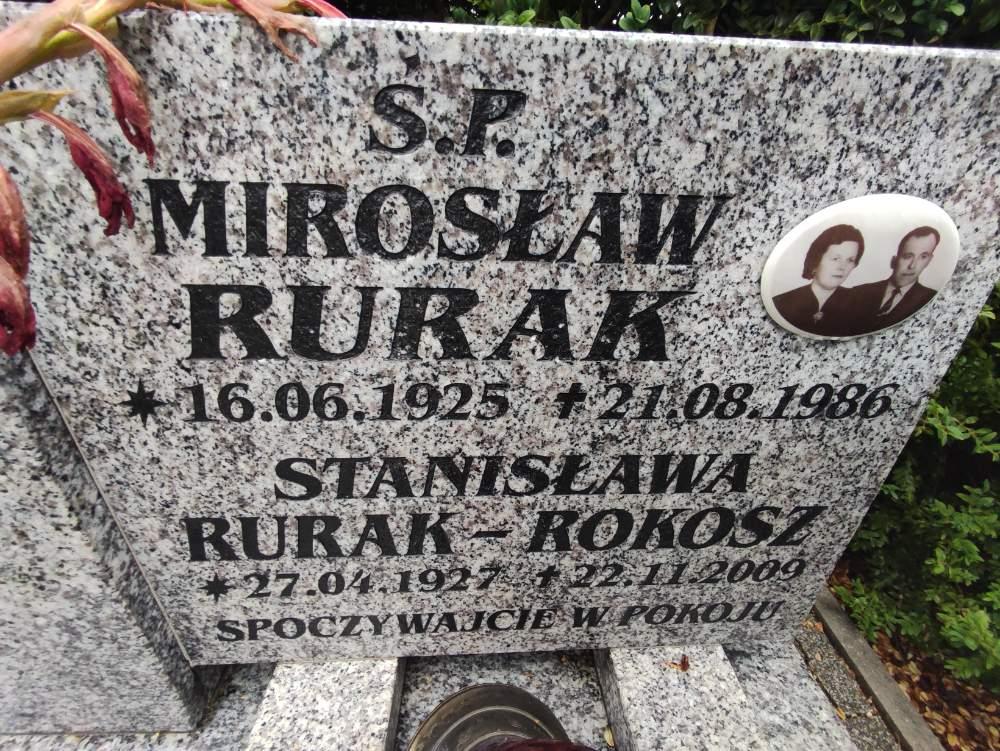 Ś.P.
MIROSŁAW
RURAK
16.06.1925 21.08.1986
STANISŁAWA
RURAK - ROKOSZ
27.04.1927 22.11.2009
SPOCZYWAJCIE W POKOJU